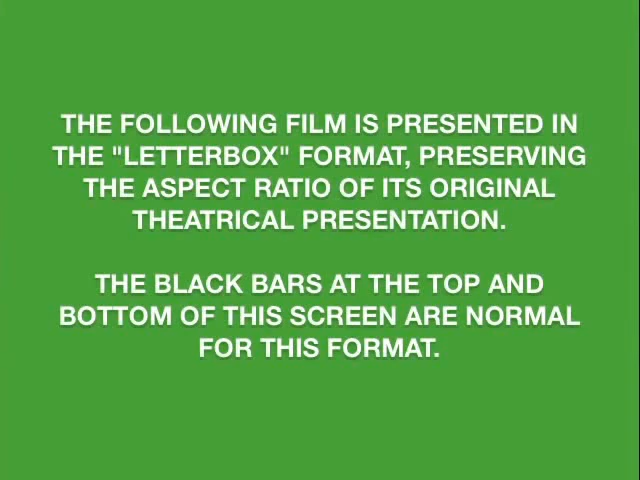 THE FOLLOWING FILM IS PRESENTED IN
THE "LETTERBOX" FORMAT, PRESERVING
THE ASPECT RATIO OF ITS ORIGINAL
THEATRICAL PRESENTATION.
THE BLACK BARS AT THE TOP AND
BOTTOM OF THIS SCREEN ARE NORMAL
FOR THIS FORMAT.